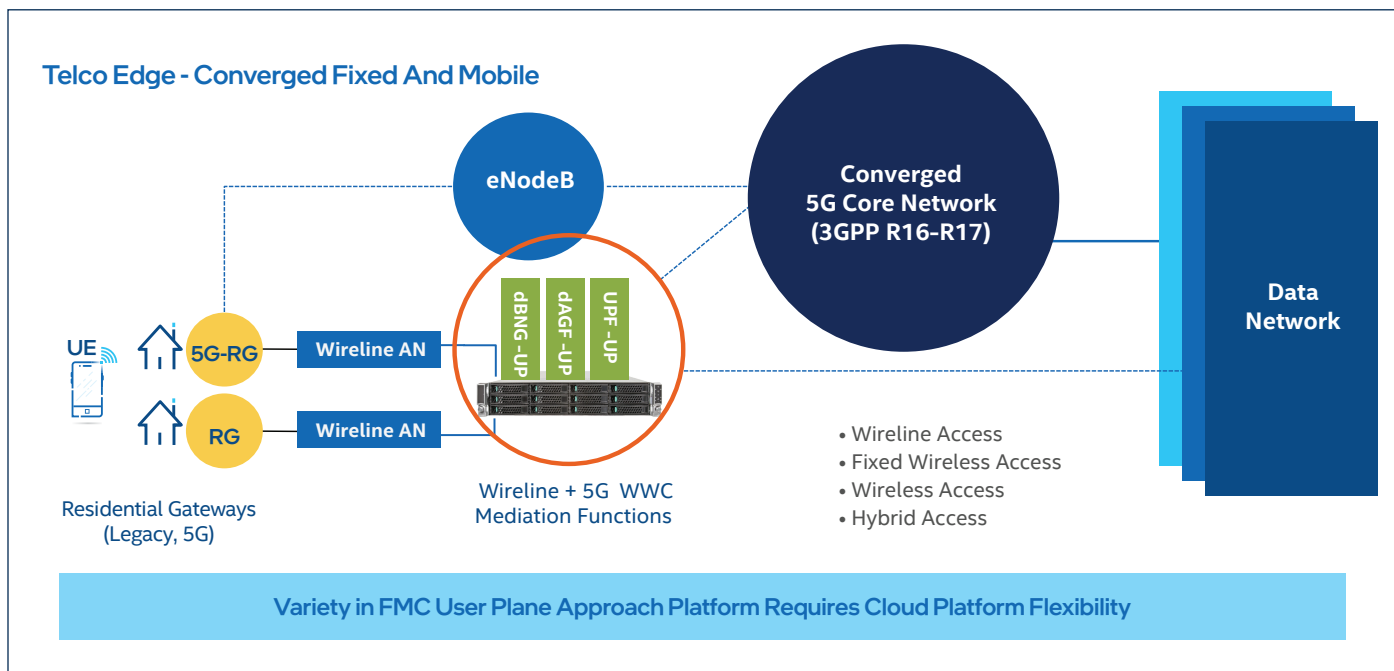 Telco Edge - Converged Fixed And Mobile
eNodeB
Converged
5G Core Network
(3GPP R16-R17)
Data
Network
dBNG -UP
dAGF -UP
UPF -UP
UE
5G-RG
Wireline AN
RG
Wireline AN
Residential Gateways
(Legacy, 5G)
Wireline + 5G WWC
Mediation Functions
• Wireline Access
• Fixed Wireless Access
• Wireless Access
• Hybrid Access
Variety in FMC User Plane Approach Platform Requires Cloud Platform Flexibility